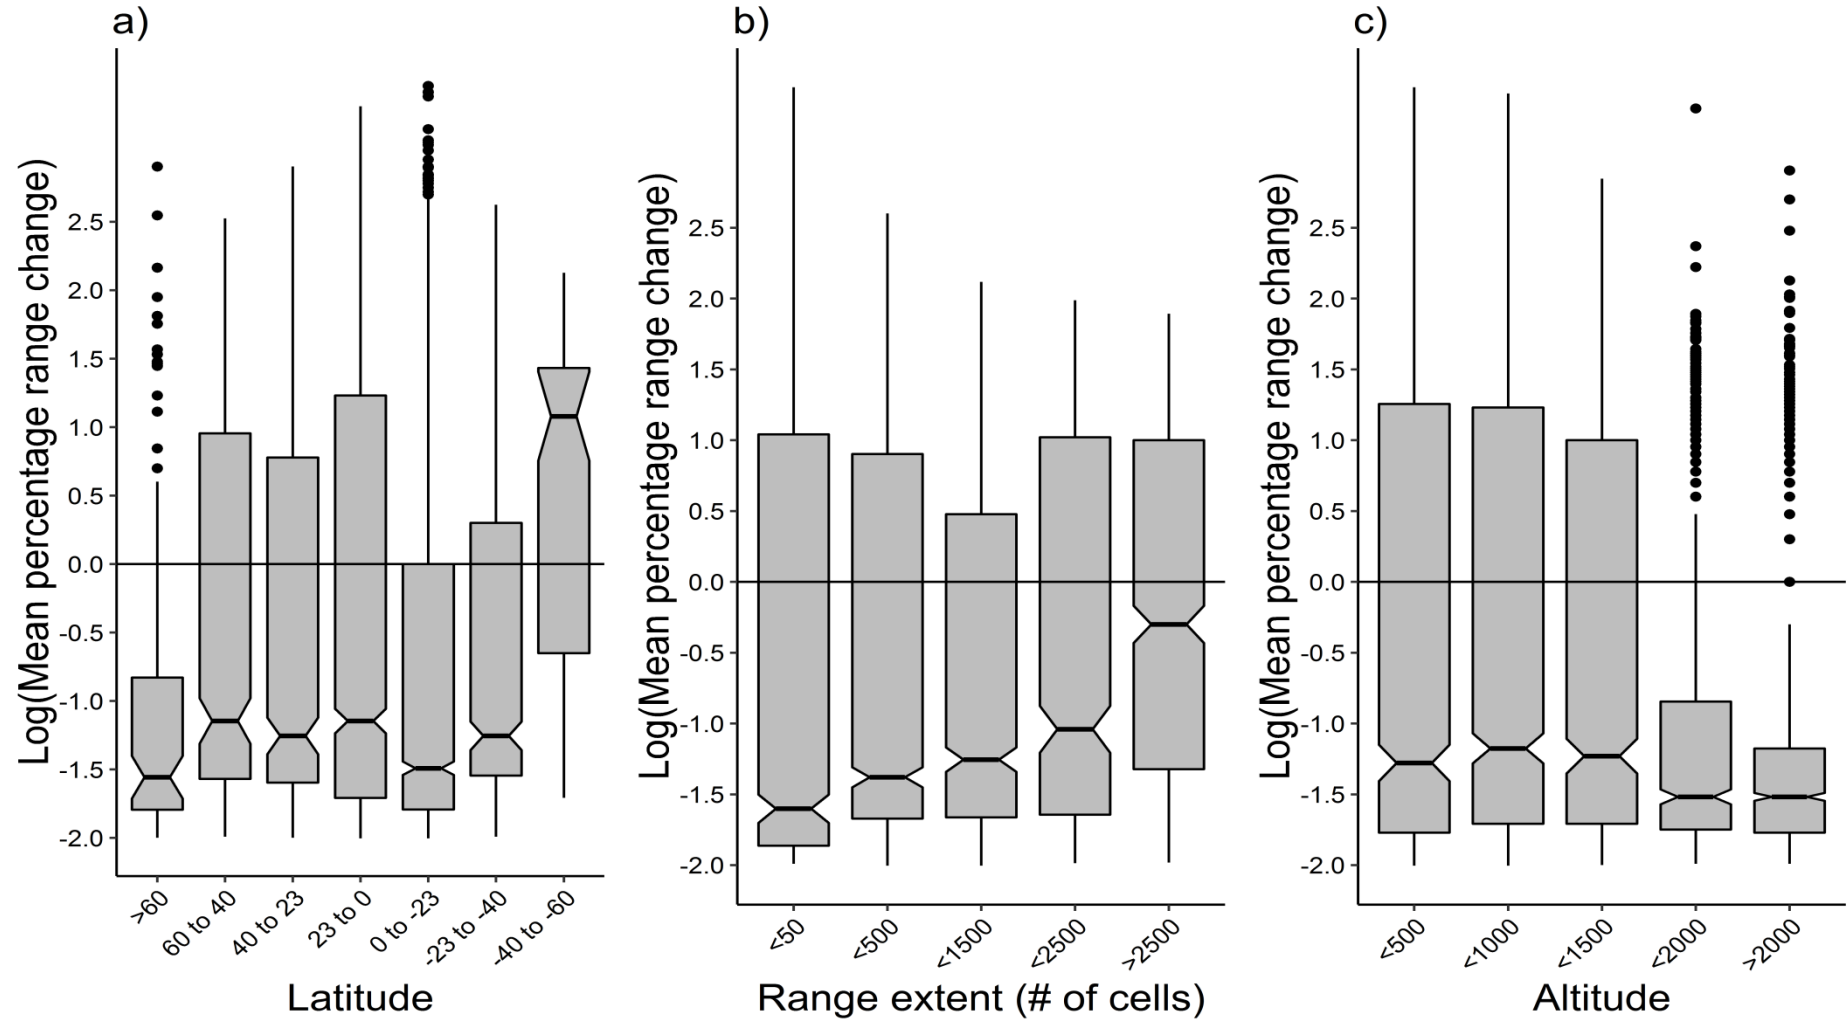 a)
Log(Mean percentage range change)
2.5
2.0
1.5
1.0
0.5
0.0
-0.5
-1.0
-1.5
-2.0
>60
60 to 40
40 to 23
23 to 0
0 to -23
-23 to -40
-40 to -60
Latitude
b)
Log(Mean percentage range change)
2.5
2.0
1.5
1.0
0.5
0.0
-0.5
-1.0
-1.5
-2.0
<50
<500
<1500
<2500
>2500
Range extent (# of cells)
c)
Log(Mean percentage range change)
2.5
2.0
1.5
1.0
0.5
0.0
-0.5
-1.0
-1.5
-2.0
<500
<1000
<1500
<2000
>2000
Altitude